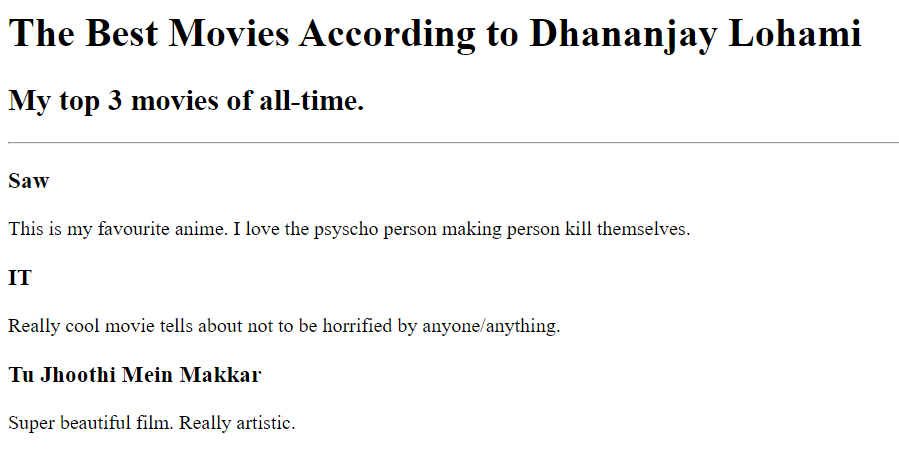 The Best Movies According to Dhananjay Lohami
My top 3 movies of all-time.
Saw
This is my favourite anime. I love the psyscho person making person kill themselves.
IT
Really cool movie tells about not to be horrified by anyone/anything.
Tu Jhoothi Mein Makkar
Super beautiful film. Really artistic.